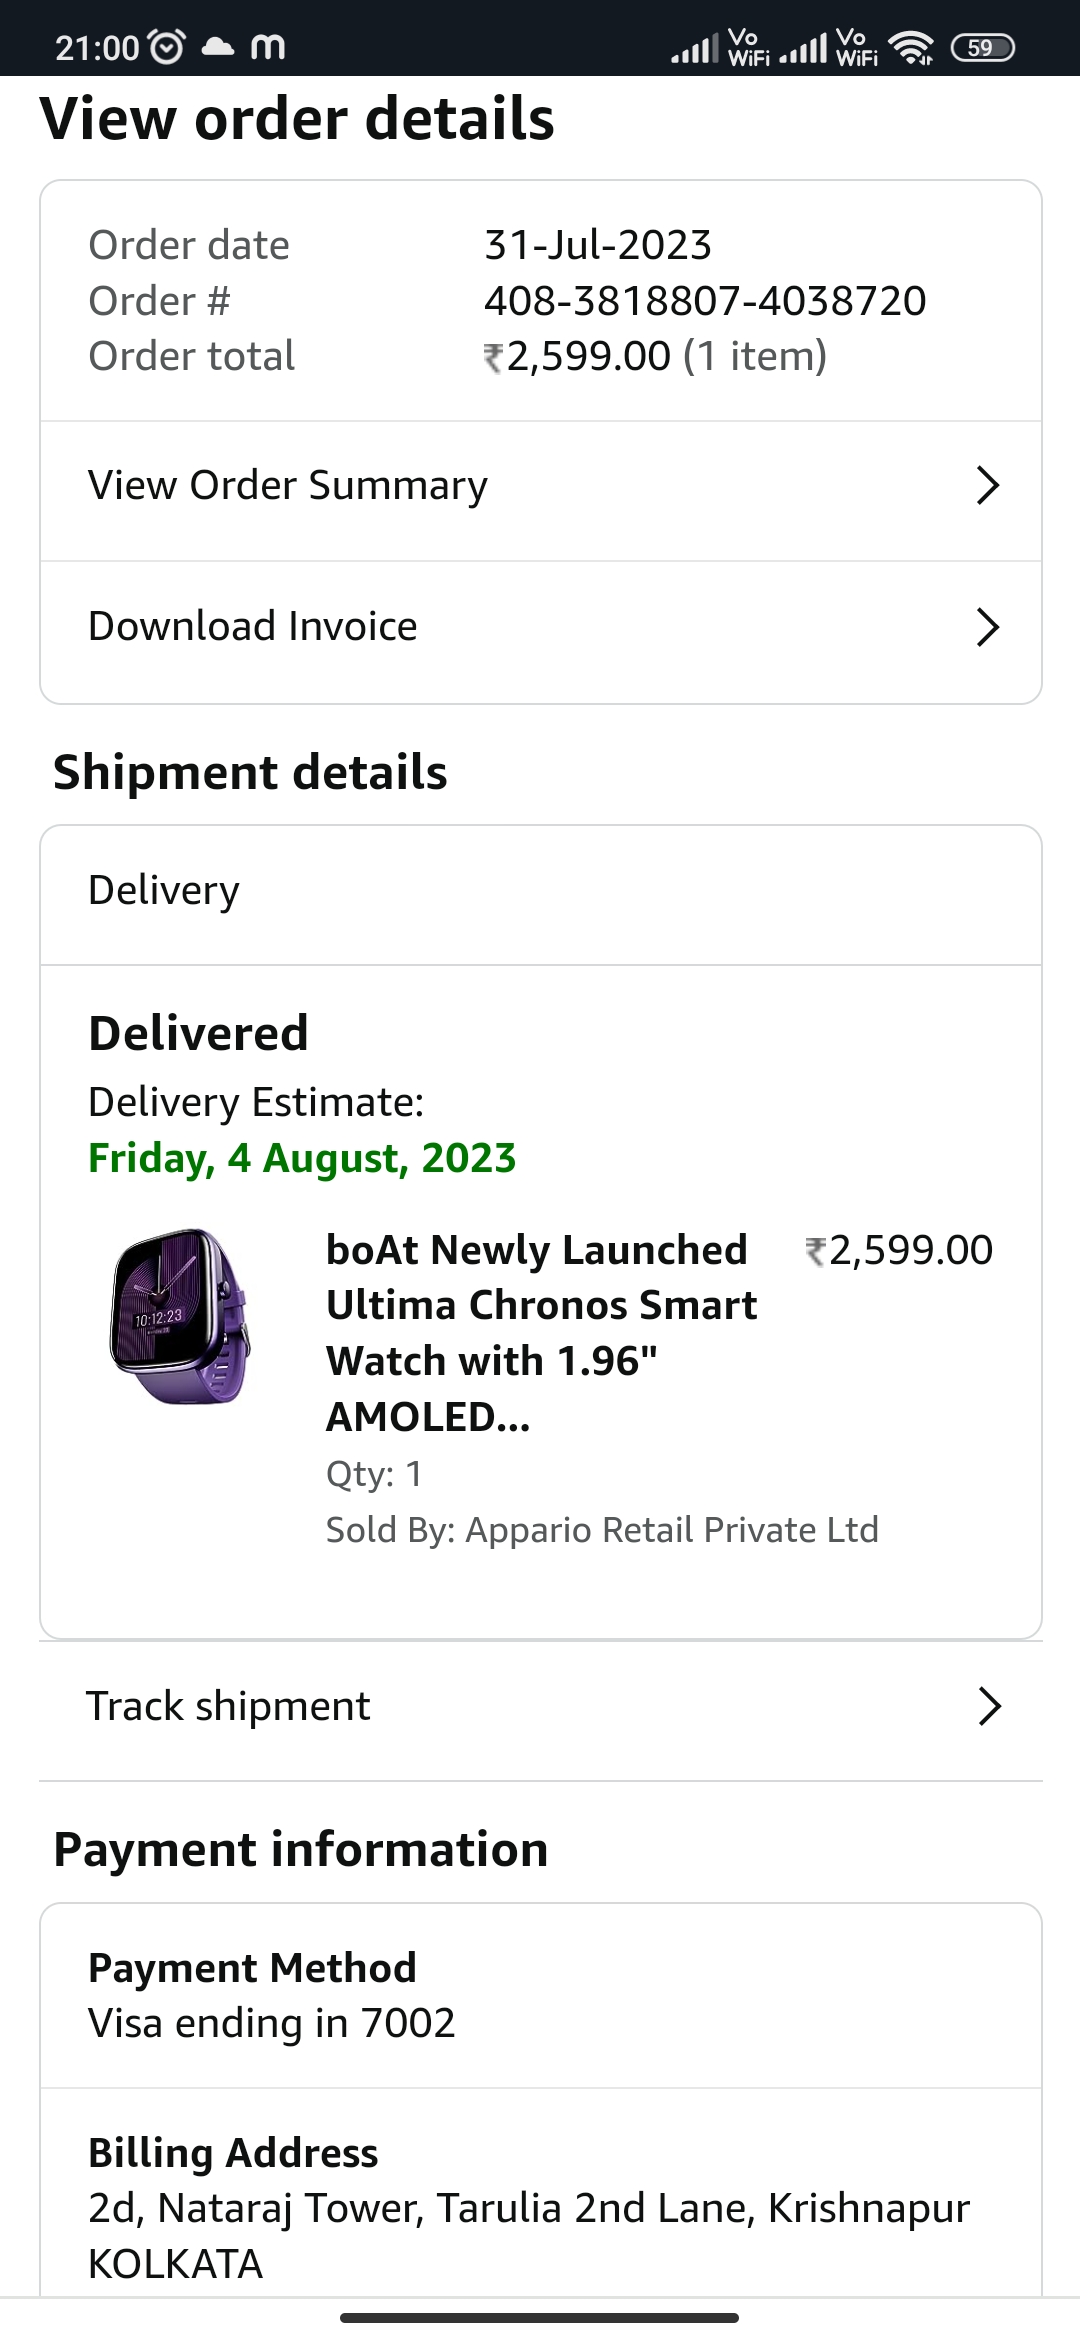 21:00 m Vo WiFi Vo WiFi 59
View order details
Order date 31-Jul-2023
Order # 408-3818807-4038720
Order total ₹2,599.00 (1 item)
View Order Summary
Download Invoice
Shipment details
Delivery
Delivered
Delivery Estimate:
Friday, 4 August, 2023
10:12:23
boAt Newly Launched ₹2,599.00
Ultima Chronos Smart
Watch with 1.96"
AMOLED...
Qty: 1
Sold By: Appario Retail Private Ltd
Track shipment
Payment information
Payment Method
Visa ending in 7002
Billing Address
2d, Nataraj Tower, Tarulia 2nd Lane, Krishnapur
KOLKATA